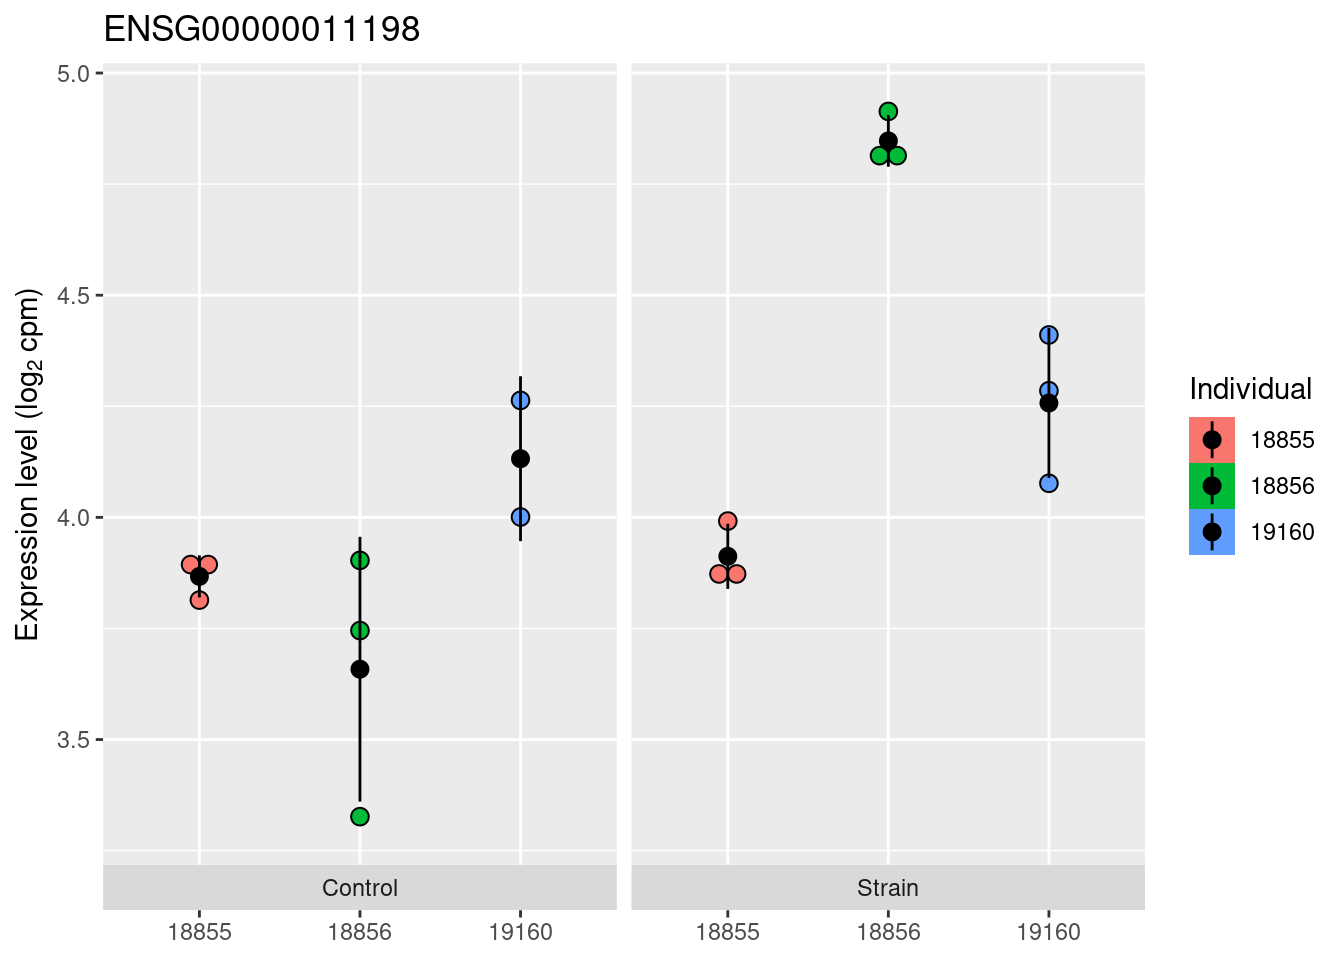 ENSG00000011198
Expression level (log₂ cpm)
5.0
4.5
4.0
3.5
Control
Strain
18855
18856
19160
18855
18856
19160
Individual
18855
18856
19160